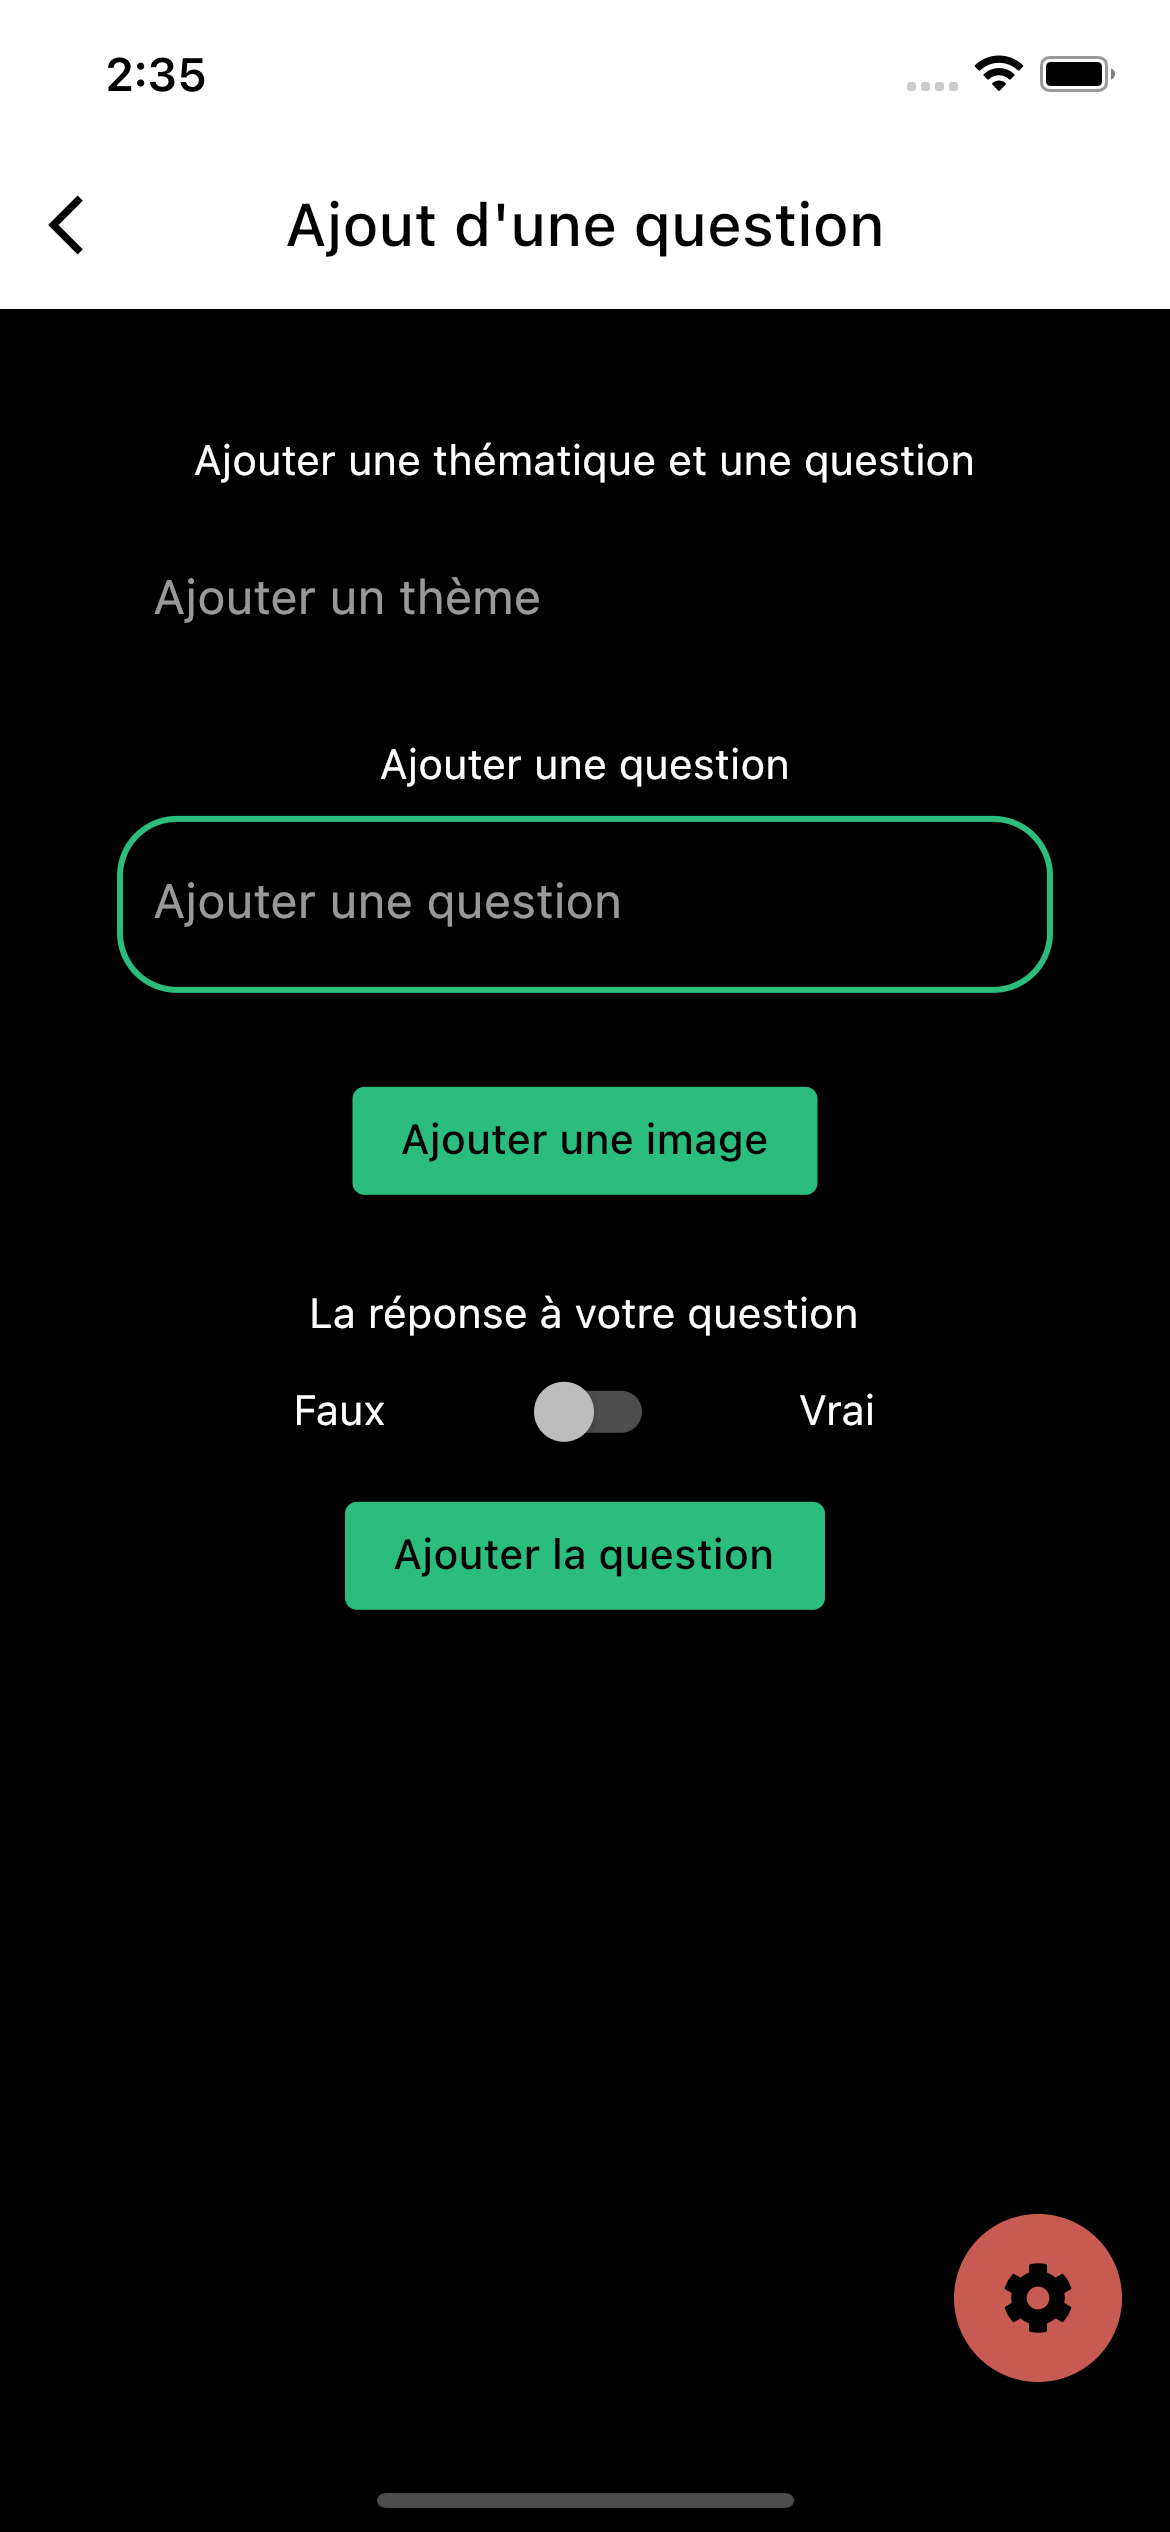 2:35
Ajout d'une question
Ajouter une thématique et une question
Ajouter un thème
Ajouter une question
Ajouter une question
Ajouter une image
La réponse à votre question
Faux Vrai
Ajouter la question